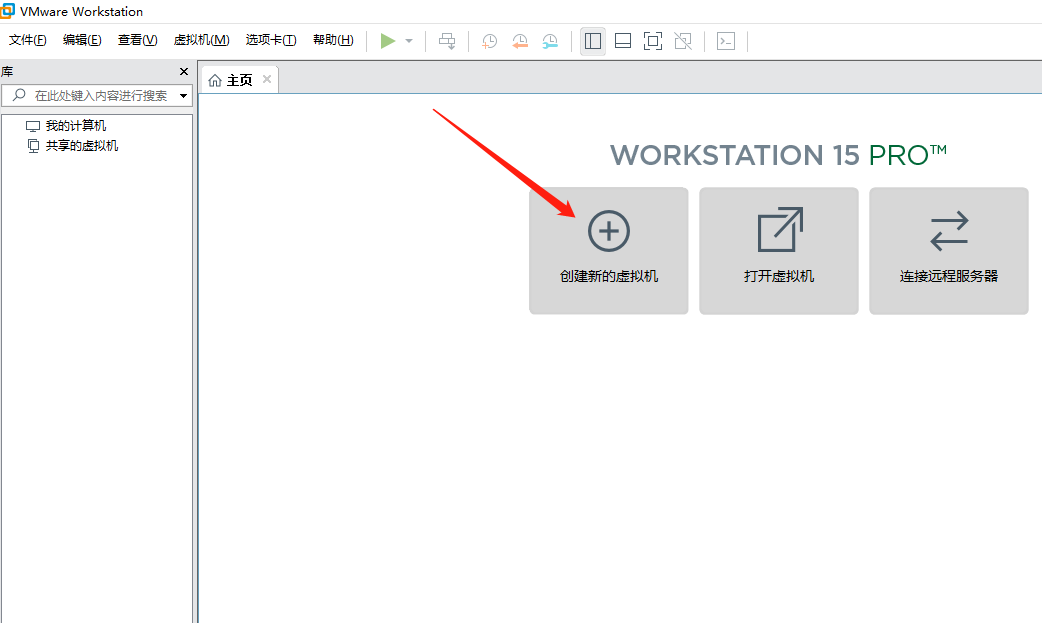 VMware Workstation
文件(F) 编辑(E) 查看(V) 虚拟机(M) 选项卡(T) 帮助(H)
库
主页
在此处键入内容进行搜索
我的计算机
共享的虚拟机
WORKSTATION 15 PRO™
创建新的虚拟机 打开虚拟机 连接远程服务器